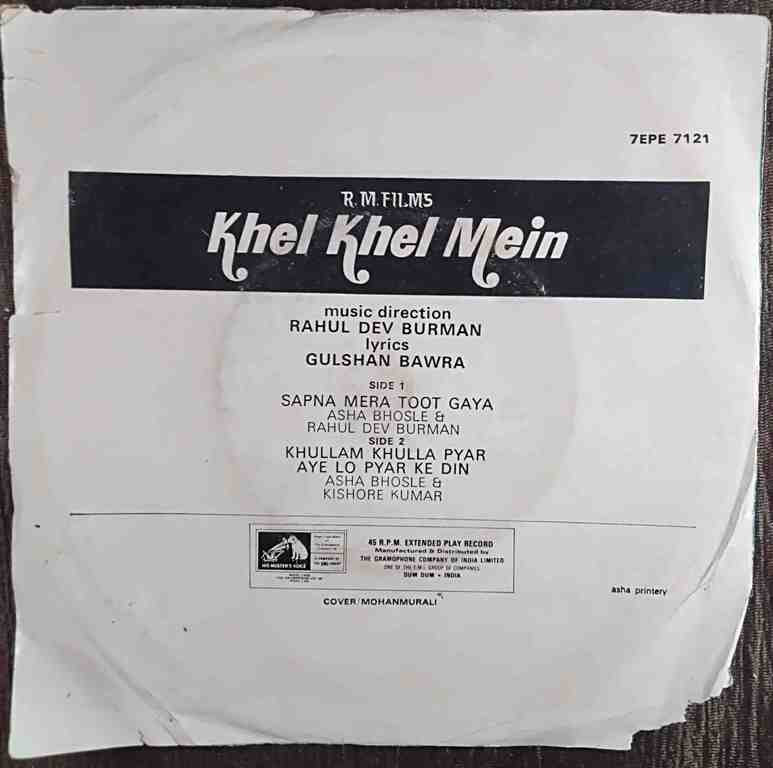 7EPE 7121
R.M.FILMS
Khel Khel Mein
music direction
RAHUL DEV BURMAN
lyrics
GULSHAN BAWRA
SIDE 1
SAPNA MERA TOOT GAYA
ASHA BHOSLE &
RAHUL DEV BURMAN
SIDE 2
KHULLAM KHULLA PYAR
AYE LO PYAR KE DIN
ASHA BHOSLE &
KISHORE KUMAR
HIS MASTER'S VOICE
45 R.P.M. EXTENDED PLAY RECORD
Manufactured & Distributed by
THE GRAMOPHONE COMPANY OF INDIA LIMITED
ONE OF THE E.M.I. GROUP OF COMPANIES
DUM DUM • INDIA
asha printery
COVER/MOHANMURALI